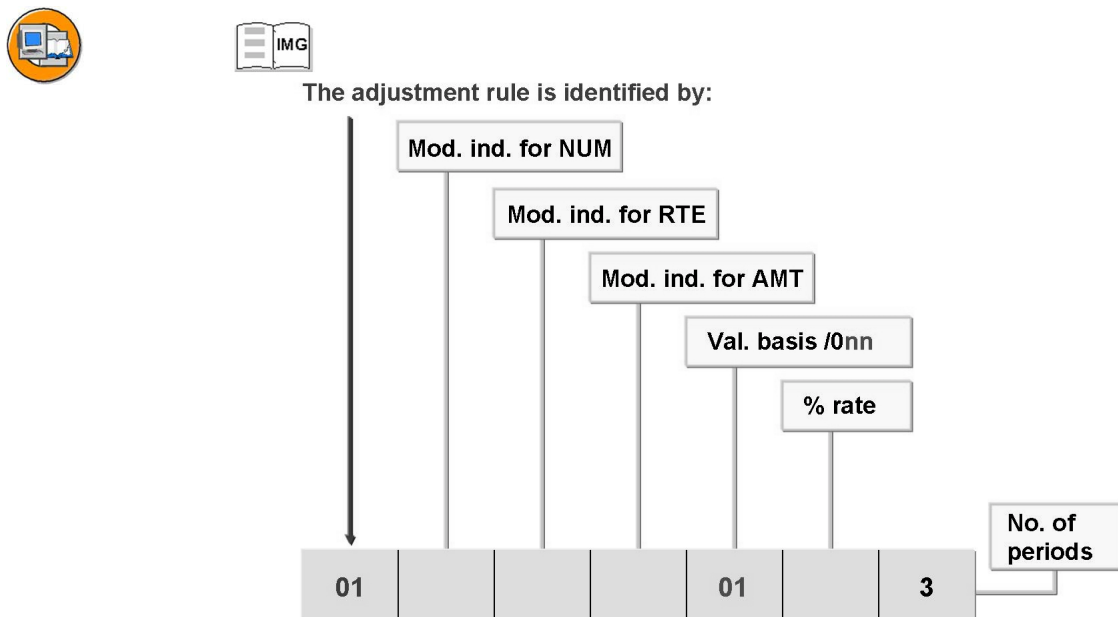 IMG
The adjustment rule is identified by:
Mod. ind. for NUM
Mod. ind. for RTE
Mod. ind. for AMT
Val. basis /0nn
% rate
No. of
periods
01 01 3